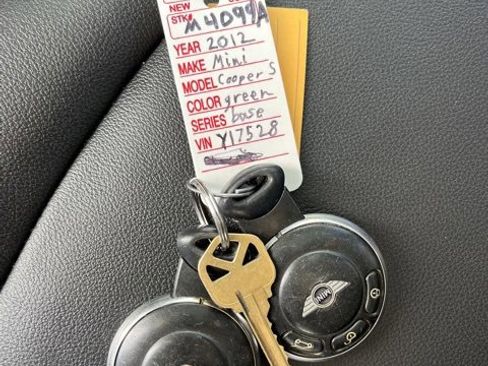 NEW
STK# M4099A
YEAR 2012
MAKE Mini
MODEL Cooper S
COLOR green
SERIES base
VIN Y17528
MINI